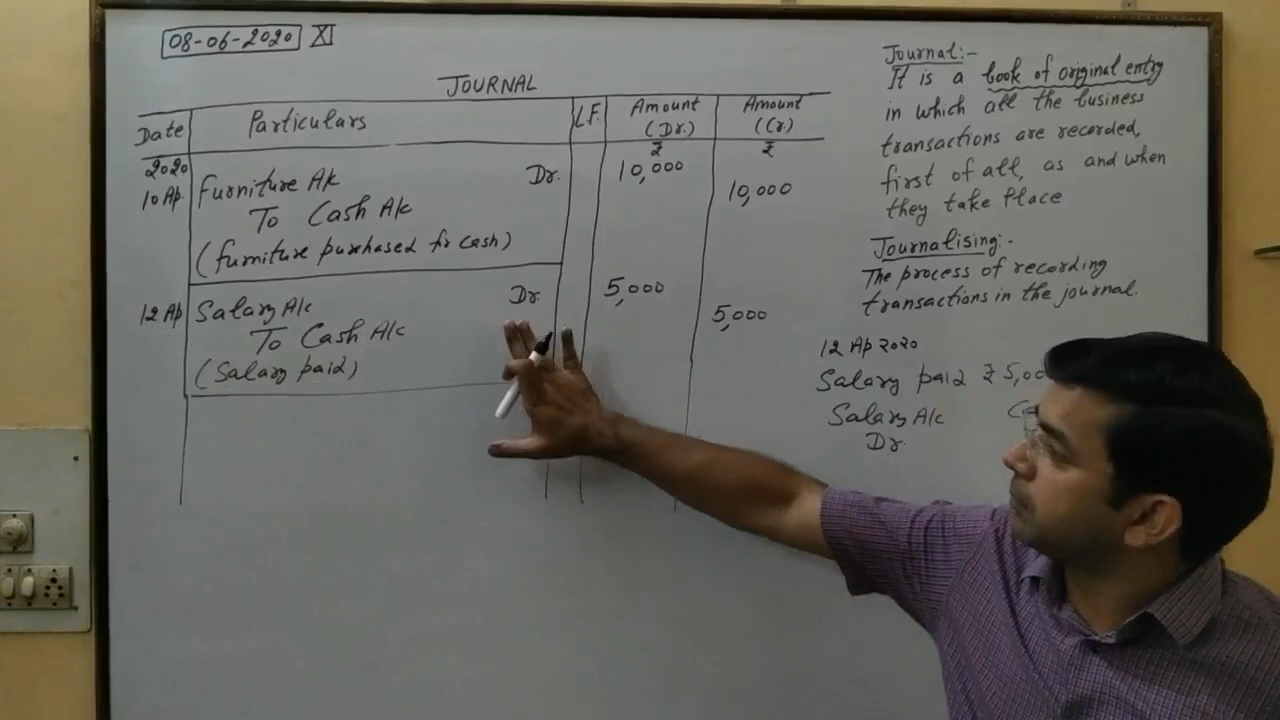 08-06-2020 XI
JOURNAL
Date Particulars L.F. Amount (Dr.) Amount (Cr.)
₹ ₹
2020
10 Ap Furniture A/c Dr. 10,000
To Cash A/c 10,000
(furniture purchased for cash)
12 Ap Salary A/c Dr. 5,000
To Cash A/c 5,000
(Salary paid)
Journal:-
It is a book of original entry
in which all the business
transactions are recorded,
first of all, as and when
they take place
Journalising:-
The process of recording
transactions in the journal.
12 Ap 2020
Salary paid ₹ 5,00
Salary A/c
Dr.